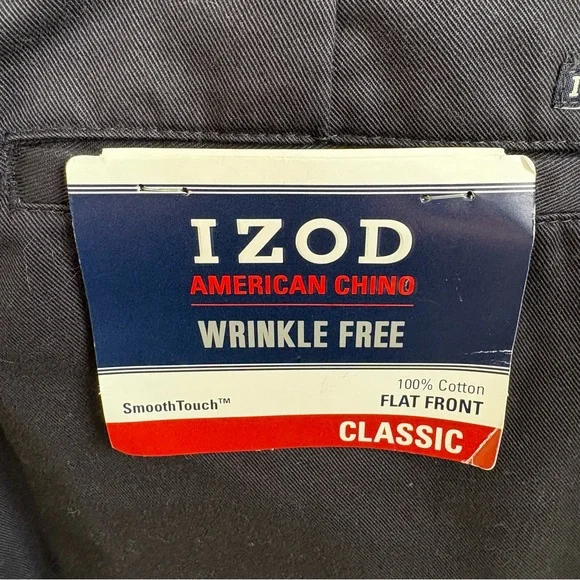 IZOD
AMERICAN CHINO
WRINKLE FREE
100% Cotton
SmoothTouch™
FLAT FRONT
CLASSIC